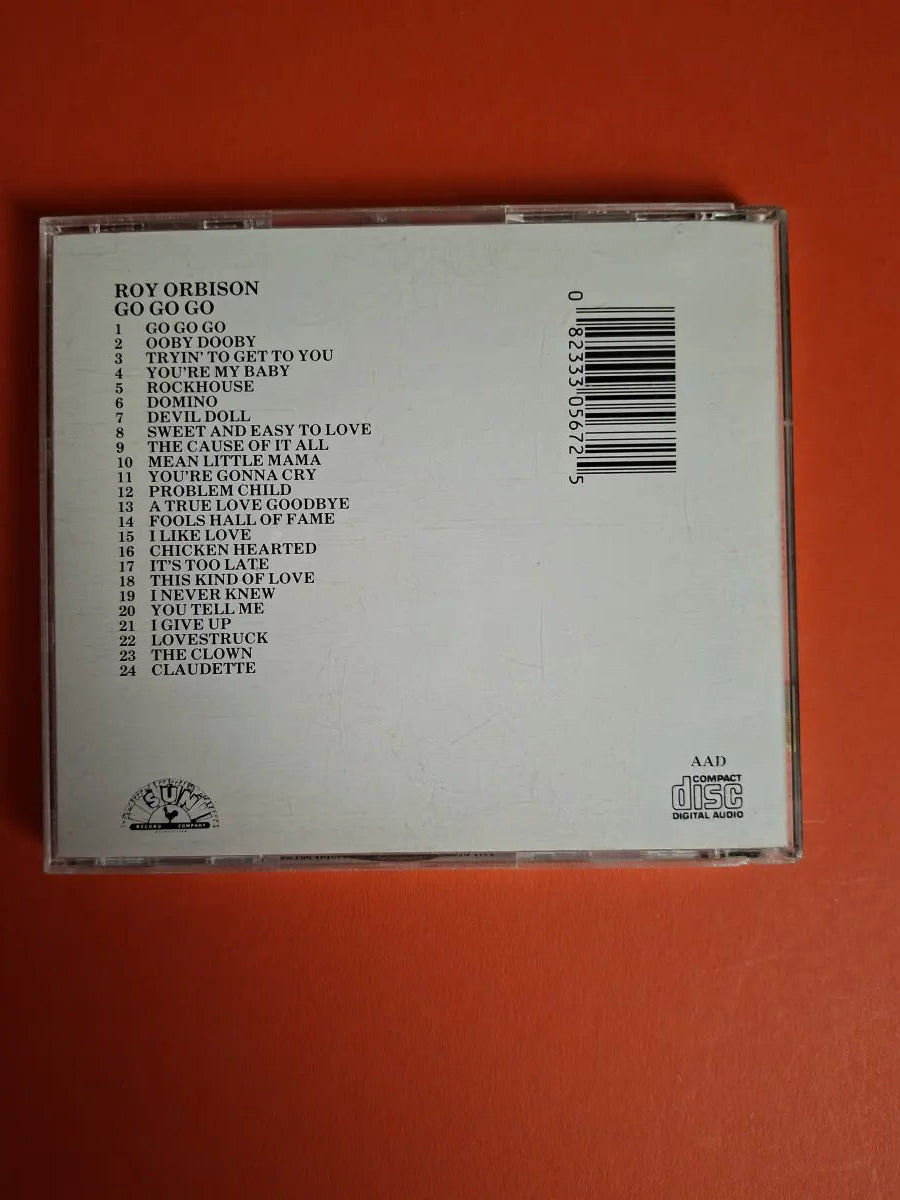 ROY ORBISON
GO GO GO
1 GO GO GO
2 OOBY DOOBY
3 TRYIN' TO GET TO YOU
4 YOU'RE MY BABY
5 ROCKHOUSE
6 DOMINO
7 DEVIL DOLL
8 SWEET AND EASY TO LOVE
9 THE CAUSE OF IT ALL
10 MEAN LITTLE MAMA
11 YOU'RE GONNA CRY
12 PROBLEM CHILD
13 A TRUE LOVE GOODBYE
14 FOOLS HALL OF FAME
15 I LIKE LOVE
16 CHICKEN HEARTED
17 IT'S TOO LATE
18 THIS KIND OF LOVE
19 I NEVER KNEW
20 YOU TELL ME
21 I GIVE UP
22 LOVESTRUCK
23 THE CLOWN
24 CLAUDETTE
0 82333 05672 5
SUN
RECORD COMPANY
AAD
COMPACT
disc
DIGITAL AUDIO